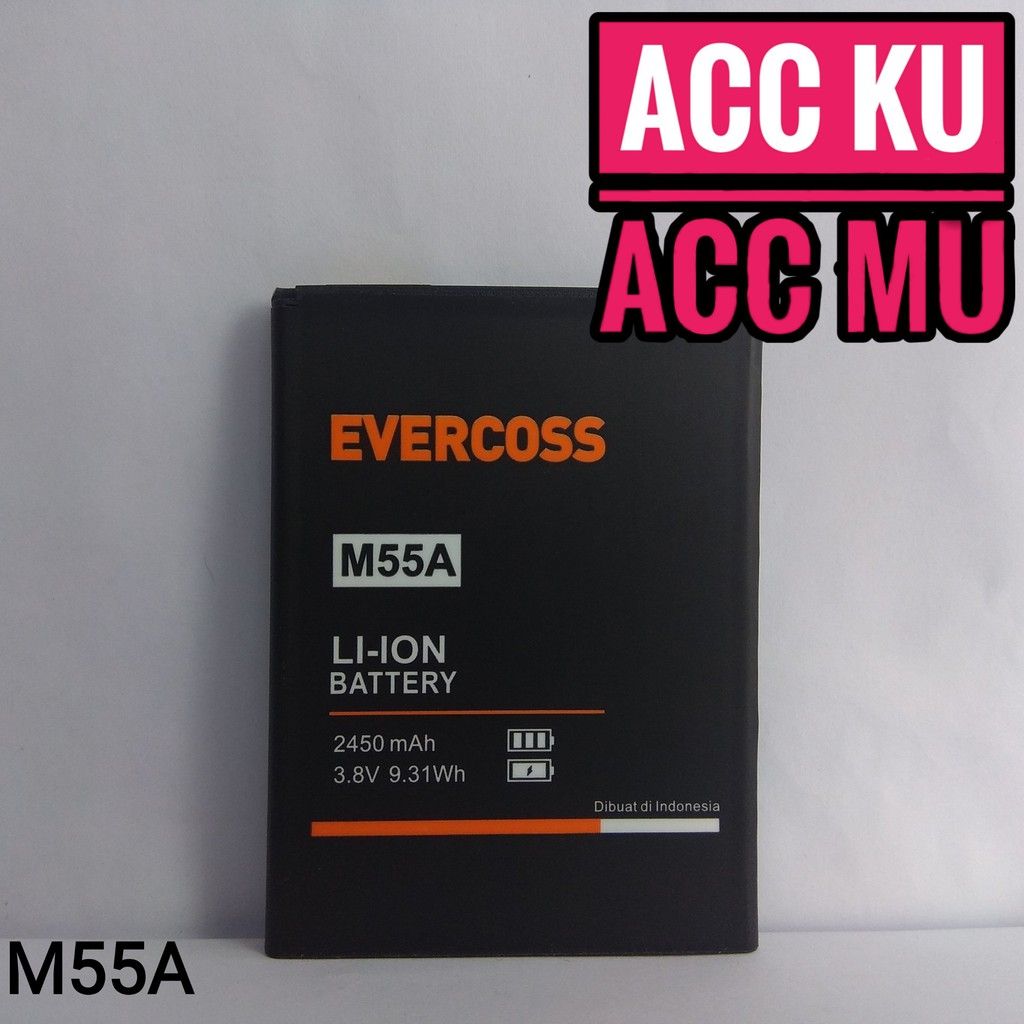 ACC KU
ACC MU
EVERCOSS
M55A
LI-ION
BATTERY
2450 mAh
3.8V 9.31Wh
Dibuat di Indonesia
M55A